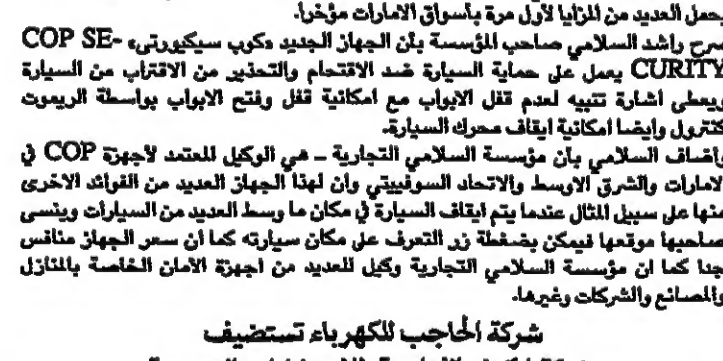 يحمل العديد من المزايا لأول مرة بأسواق الامارات مؤخرا.
صرح راشد السلامي صاحب المؤسسة بأن الجهاز الجديد «كوب سيكيورتي» COP SE-
CURITY يعمل على حماية السيارة ضد الاقتحام والتحذير من الاقتراب من السيارة
ويعطى اشارة تنبيه لعدم قفل الابواب مع امكانية قفل وفتح الابواب بواسطة الريموت
كنترول وايضا امكانية ايقاف محرك السيارة.
وأضاف السلامي بأن مؤسسة السلامي التجارية ــ هي الوكيل المعتمد لأجهزة COP في
الامارات والشرق الاوسط والاتحاد السوفييتي وان لهذا الجهاز العديد من الفوائد الاخرى
منها على سبيل المثال عندما يتم ايقاف السيارة في مكان ما وسط العديد من السيارات وينسى
صاحبها موقعها فيمكن بضغطة زر التعرف على مكان سيارته كما أن سعر الجهاز منافس
جدا كما ان مؤسسة السلامي التجارية وكيل للعديد من اجهزة الأمان الخاصة بالمنازل
والمصانع والشركات وغيرها.
شركة الحاجب للكهرباء تستضيف